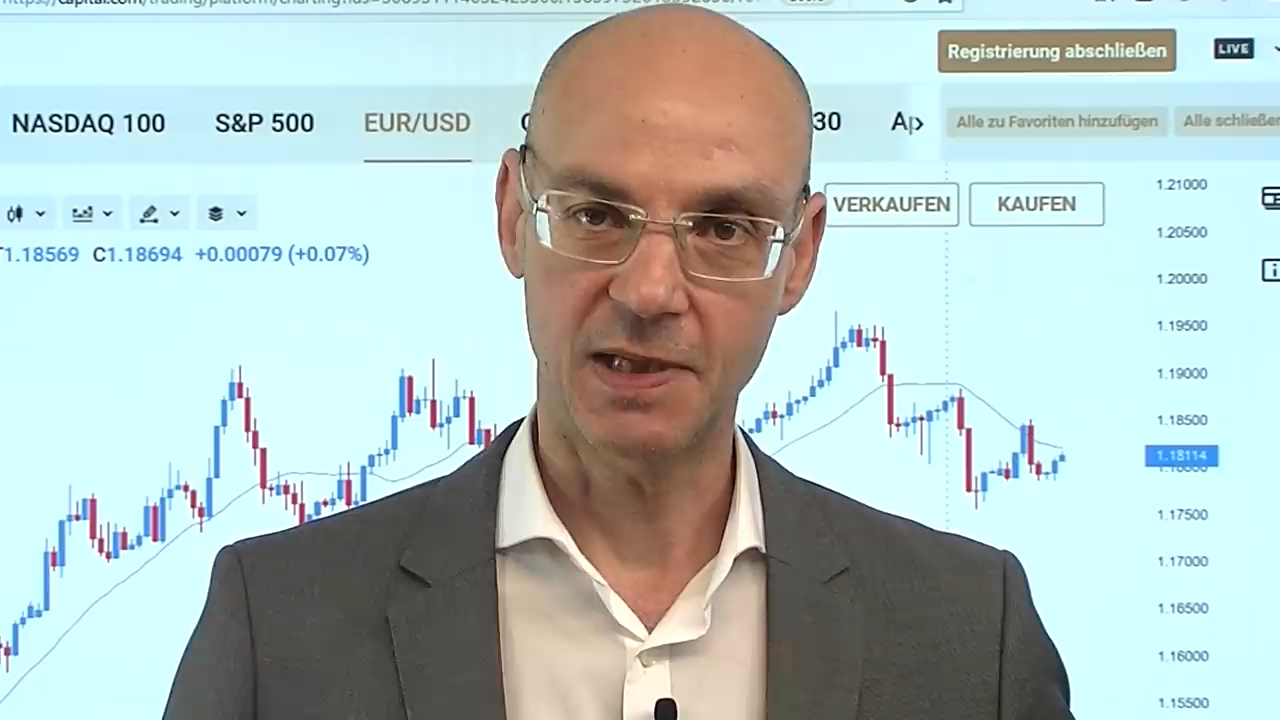 Registrierung abschließen
LIVE
NASDAQ 100
S&P 500
EUR/USD
30
Alle zu Favoriten hinzufügen
VERKAUFEN
KAUFEN
1.18569 C1.18694 +0.00079 (+0.07%)
1.21000
1.20500
1.20000
1.19500
1.19000
1.18500
1.18114
1.17500
1.17000
1.16500
1.16000
1.15500